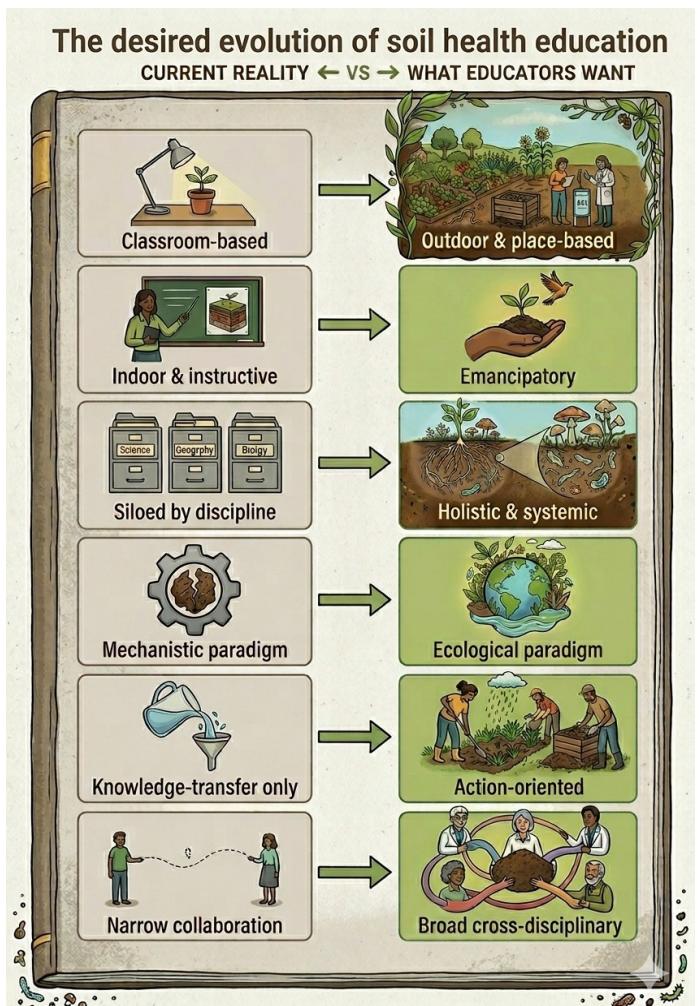 The desired evolution of soil health education
CURRENT REALITY ← VS → WHAT EDUCATORS WANT
Classroom-based
Outdoor & place-based
Indoor & instructive
Emancipatory
Science
Geogrphy
Bioigy
Siloed by discipline
Holistic & systemic
Mechanistic paradigm
Ecological paradigm
Knowledge-transfer only
Action-oriented
Narrow collaboration
Broad cross-disciplinary